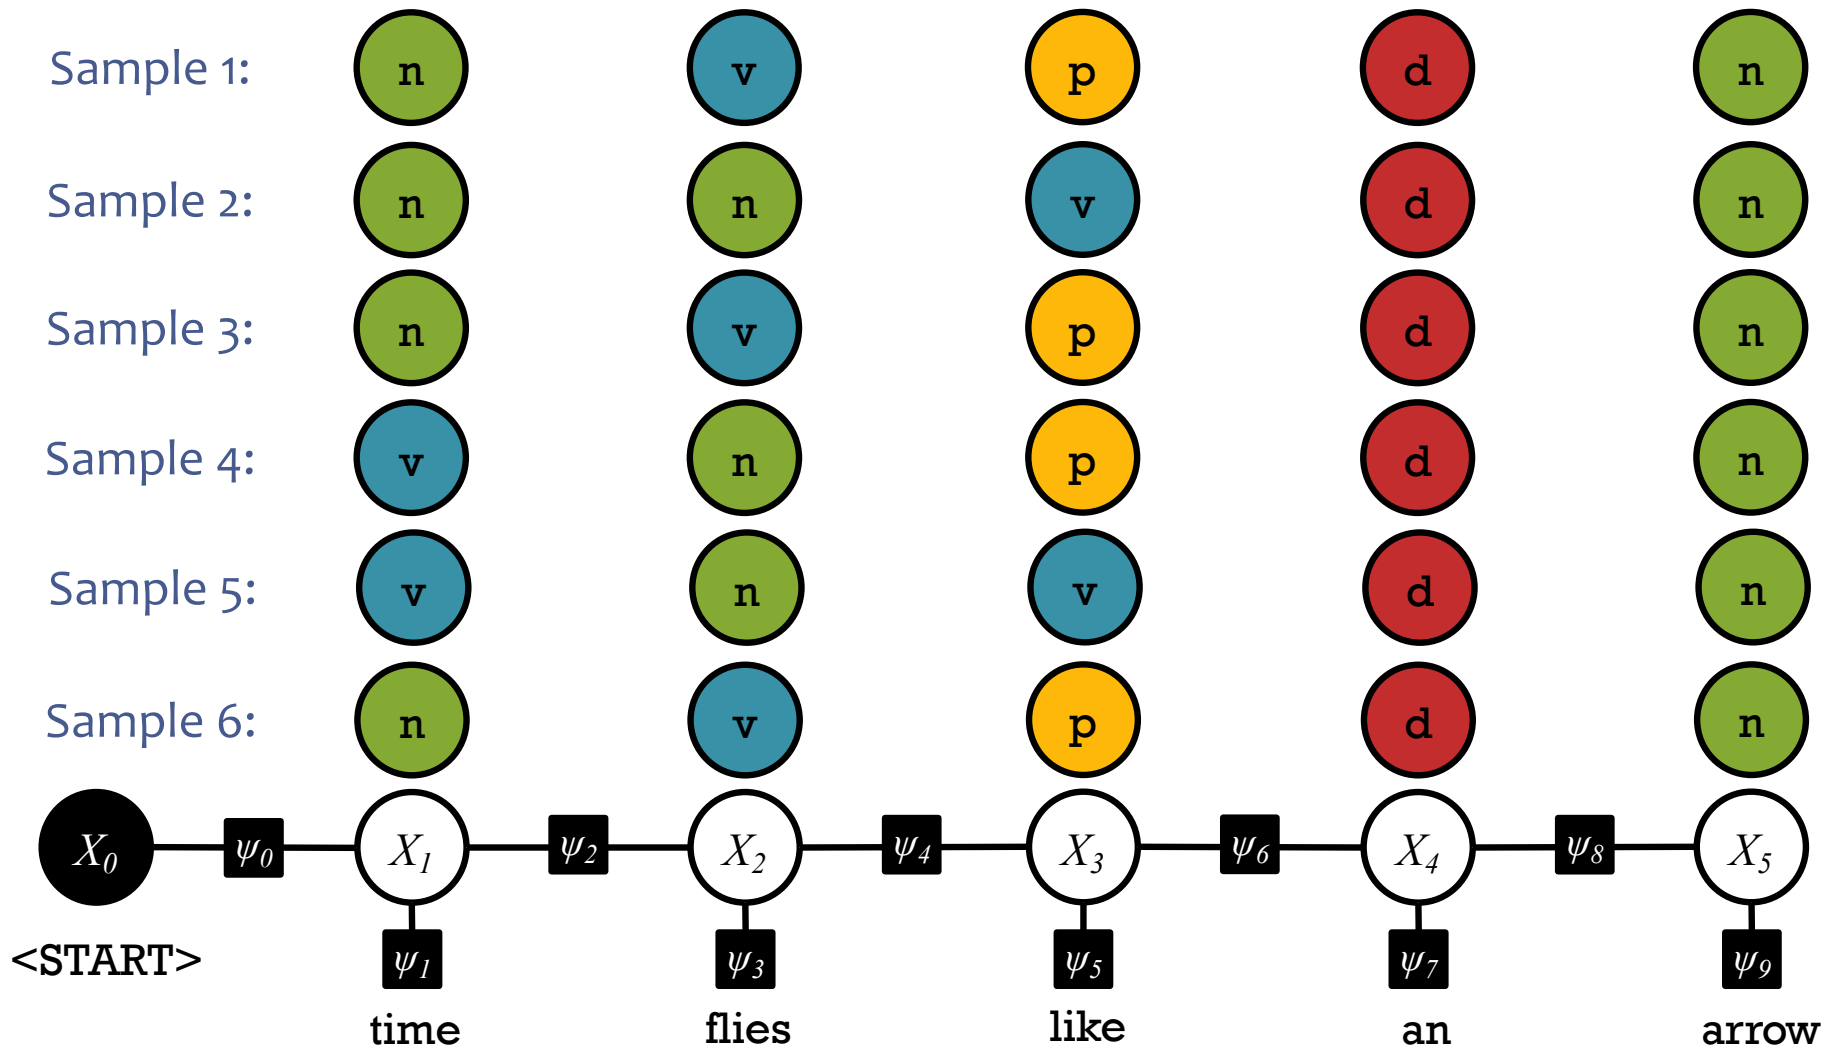 Sample 1: n v p d n
Sample 2: n n v d n
Sample 3: n v p d n
Sample 4: v n p d n
Sample 5: v n v d n
Sample 6: n v p d n
X0 ψ0 X1 ψ2 X2 ψ4 X3 ψ6 X4 ψ8 X5
<START> ψ1 ψ3 ψ5 ψ7 ψ9
time flies like an arrow